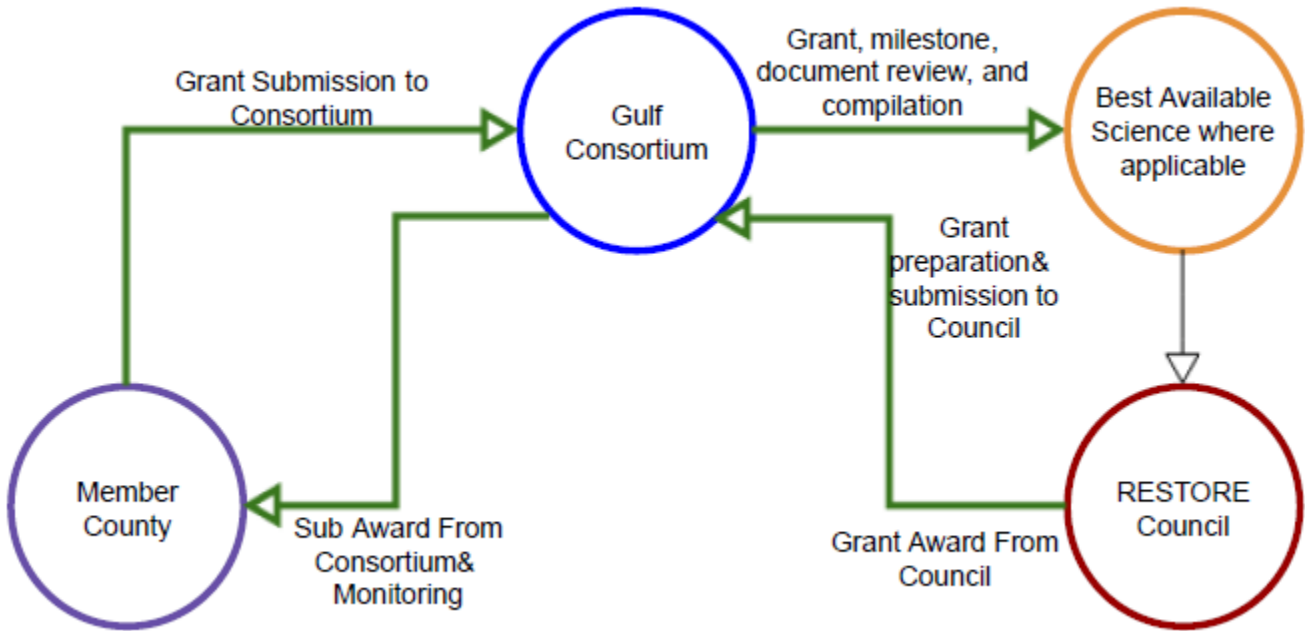 Grant Submission to
Consortium
Gulf
Consortium
Grant, milestone,
document review, and
compilation
Best Available
Science where
applicable
Grant
preparation&
submission to
Council
Member
County
Sub Award From
Consortium&
Monitoring
Grant Award From
Council
RESTORE
Council